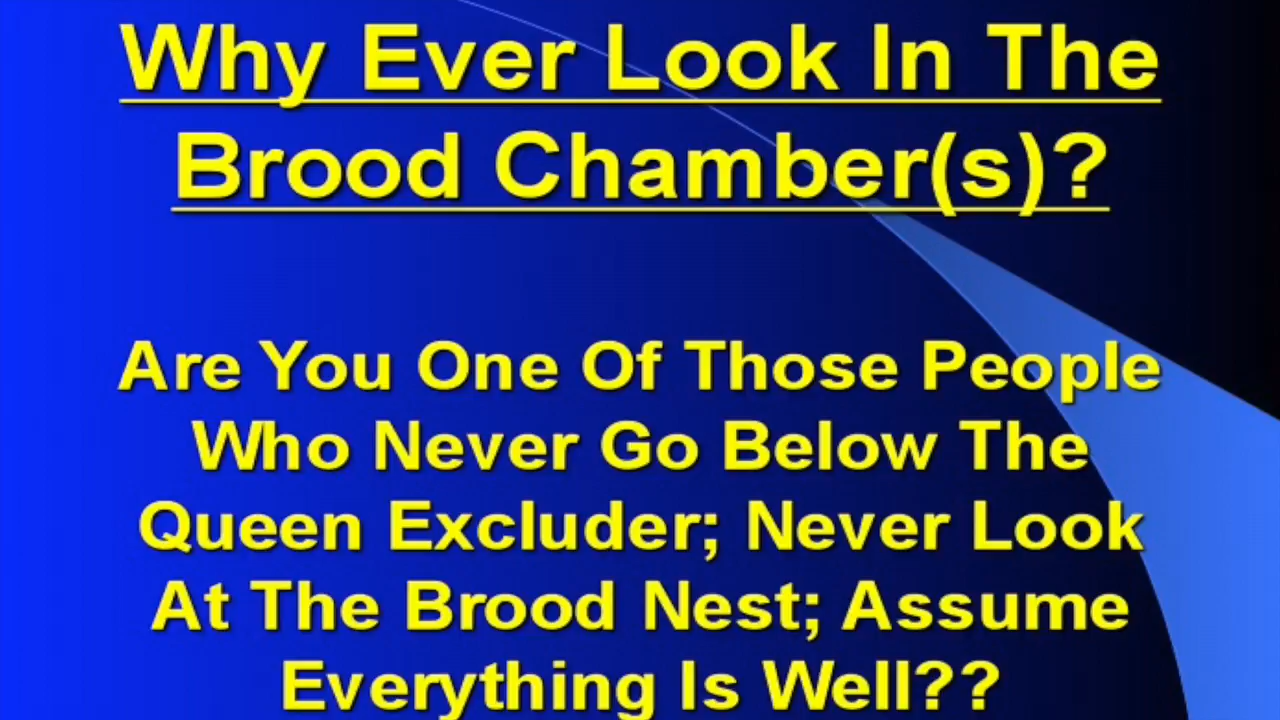 Why Ever Look In The
Brood Chamber(s)?
Are You One Of Those People
Who Never Go Below The
Queen Excluder; Never Look
At The Brood Nest; Assume
Everything Is Well??